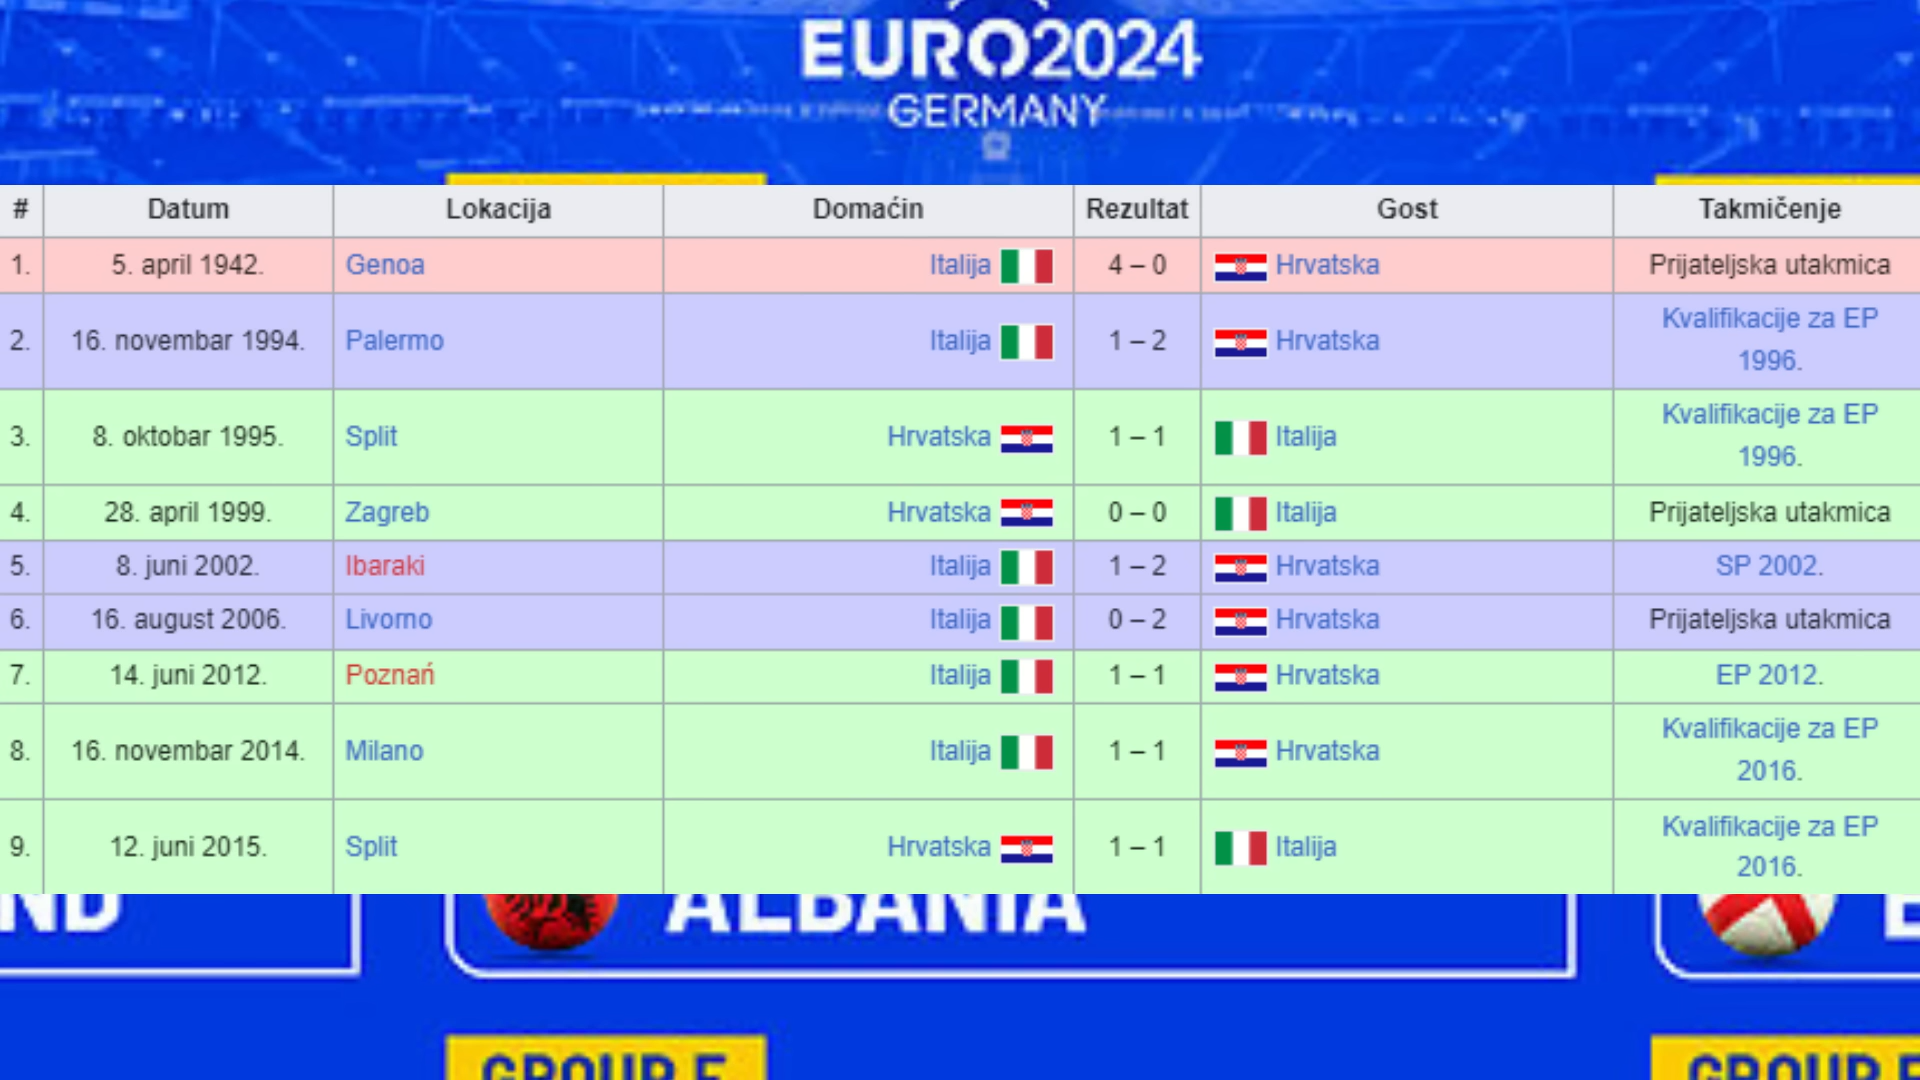 EURO2024
GERMANY
# Datum Lokacija Domaćin Rezultat Gost Takmičenje
1. 5. april 1942. Genoa Italija 4 – 0 Hrvatska Prijateljska utakmica
2. 16. novembar 1994. Palermo Italija 1 – 2 Hrvatska Kvalifikacije za EP
1996.
3. 8. oktobar 1995. Split Hrvatska 1 – 1 Italija Kvalifikacije za EP
1996.
4. 28. april 1999. Zagreb Hrvatska 0 – 0 Italija Prijateljska utakmica
5. 8. juni 2002. Ibaraki Italija 1 – 2 Hrvatska SP 2002.
6. 16. august 2006. Livorno Italija 0 – 2 Hrvatska Prijateljska utakmica
7. 14. juni 2012. Poznań Italija 1 – 1 Hrvatska EP 2012.
8. 16. novembar 2014. Milano Italija 1 – 1 Hrvatska Kvalifikacije za EP
2016.
9. 12. juni 2015. Split Hrvatska 1 – 1 Italija Kvalifikacije za EP
2016.
ND ALBANIA
GROUP GROUP